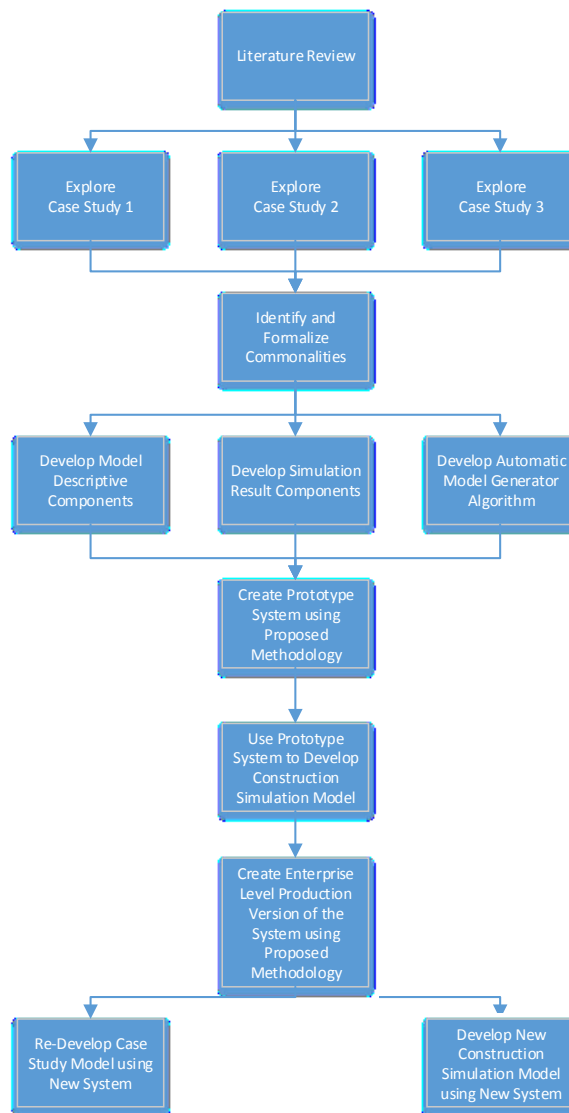 Literature Review
Explore
Case Study 1
Explore
Case Study 2
Explore
Case Study 3
Identify and
Formalize
Commonalities
Develop Model
Descriptive
Components
Develop Simulation
Result Components
Develop Automatic
Model Generator
Algorithm
Create Prototype
System using
Proposed
Methodology
Use Prototype
System to Develop
Construction
Simulation Model
Create Enterprise
Level Production
Version of the
System using
Proposed
Methodology
Re-Develop Case
Study Model using
New System
Develop New
Construction
Simulation Model
using New System